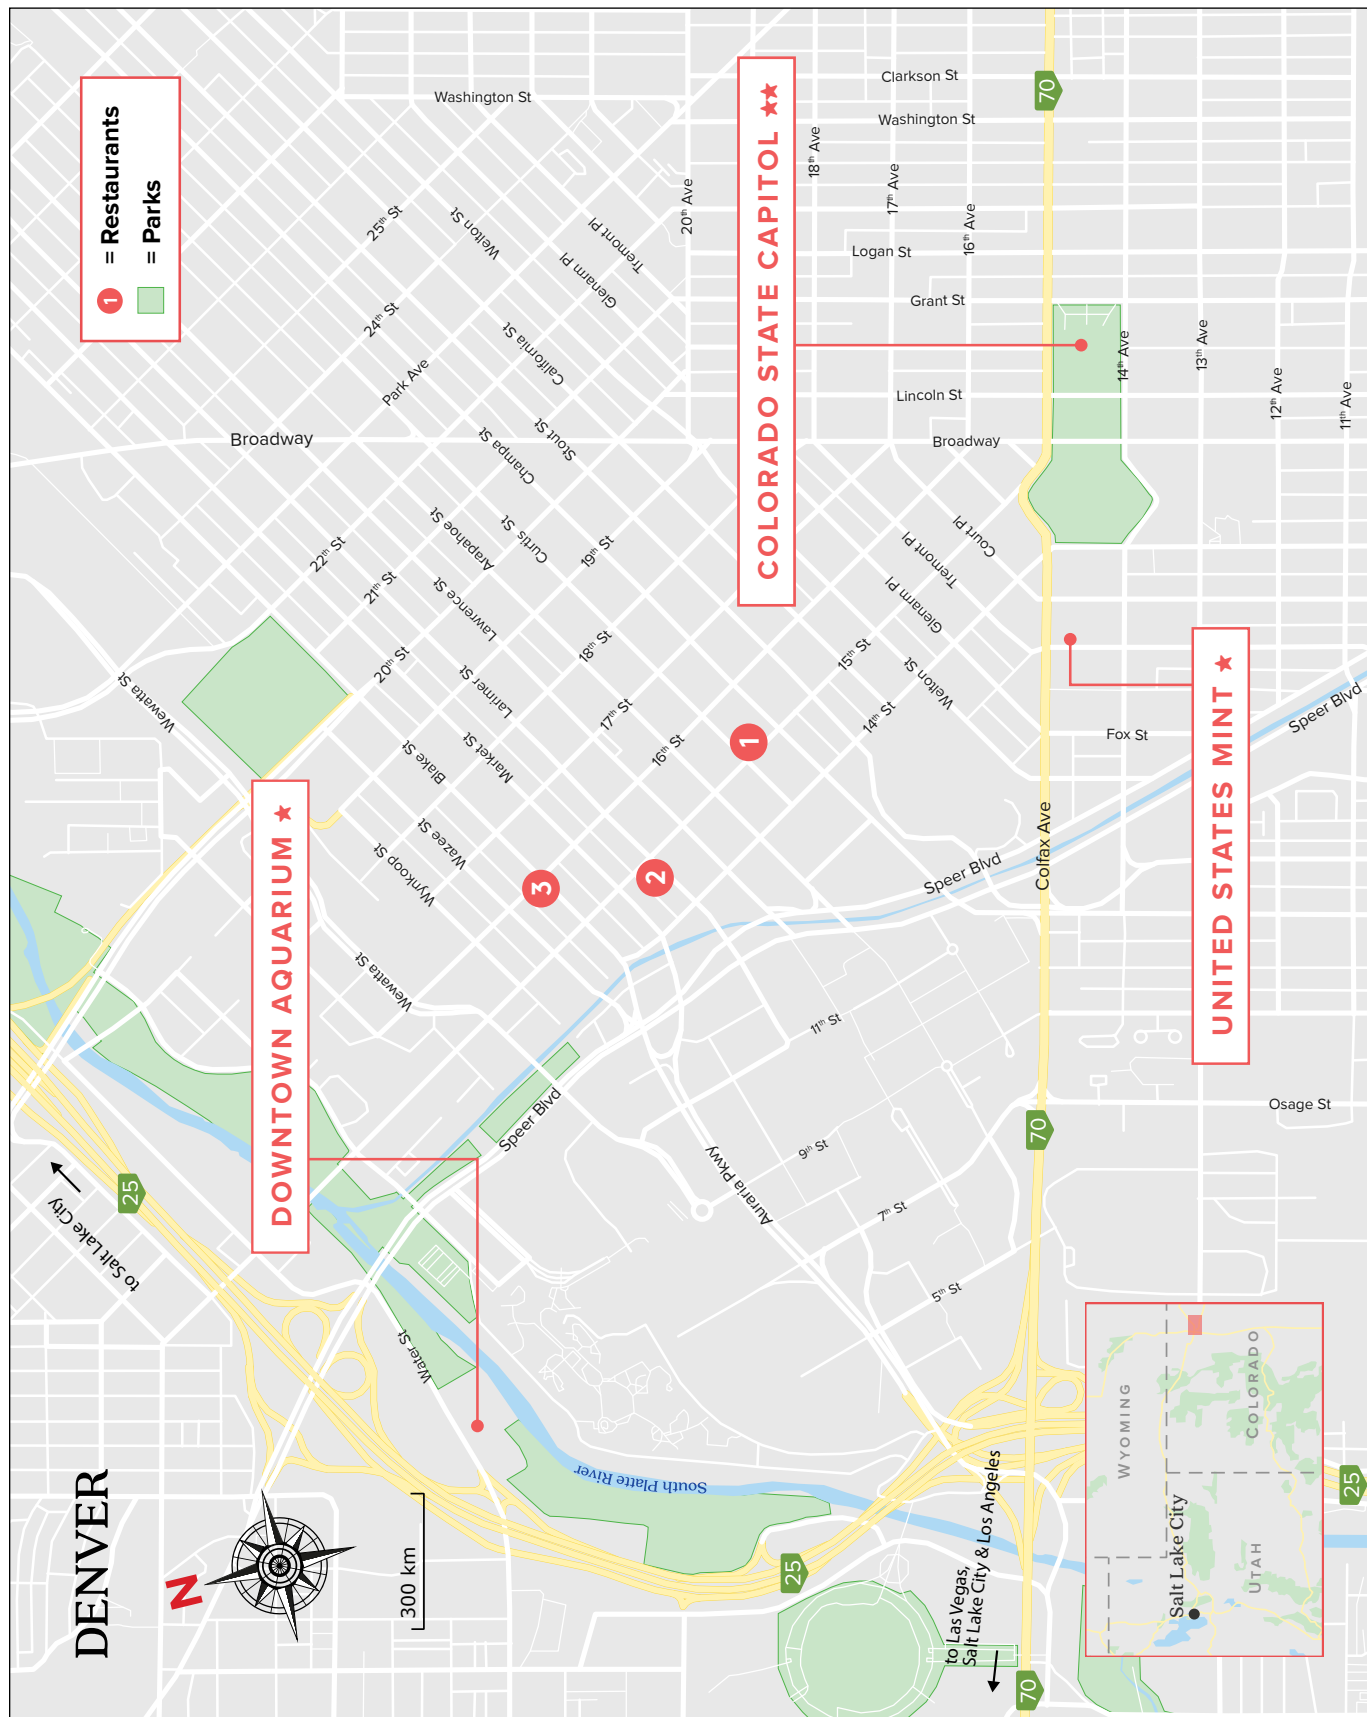 DENVER
N
300 km
1 = Restaurants
= Parks
DOWNTOWN AQUARIUM ★
COLORADO STATE CAPITOL ★★
UNITED STATES MINT ★
to Salt Lake City
25
Water St
Speer Blvd
South Platte River
25
to Las Vegas,
Salt Lake City & Los Angeles
70
25
70
70
Wewatta St
Wewatta St
Wynkoop St
Wazee St
Blake St
Market St
Larimer St
Lawrence St
Arapahoe St
Curtis St
Champa St
Stout St
California St
Welton St
Glenarm Pl
Tremont Pl
Broadway
Park Ave
25th St
24th St
22th St
21th St
20th St
19th St
18th St
17th St
16th St
15th St
14th St
11th St
9th St
7th St
5th St
Auraria Pkwy
Washington St
20th Ave
18th Ave
17th Ave
16th Ave
14th Ave
13th Ave
12th Ave
11th Ave
Clarkson St
Washington St
Logan St
Grant St
Lincoln St
Broadway
Court Pl
Tremont Pl
Glenarm Pl
Welton St
Fox St
Speer Blvd
Speer Blvd
Colfax Ave
Osage St
1
2
3
WYOMING
COLORADO
UTAH
Salt Lake City